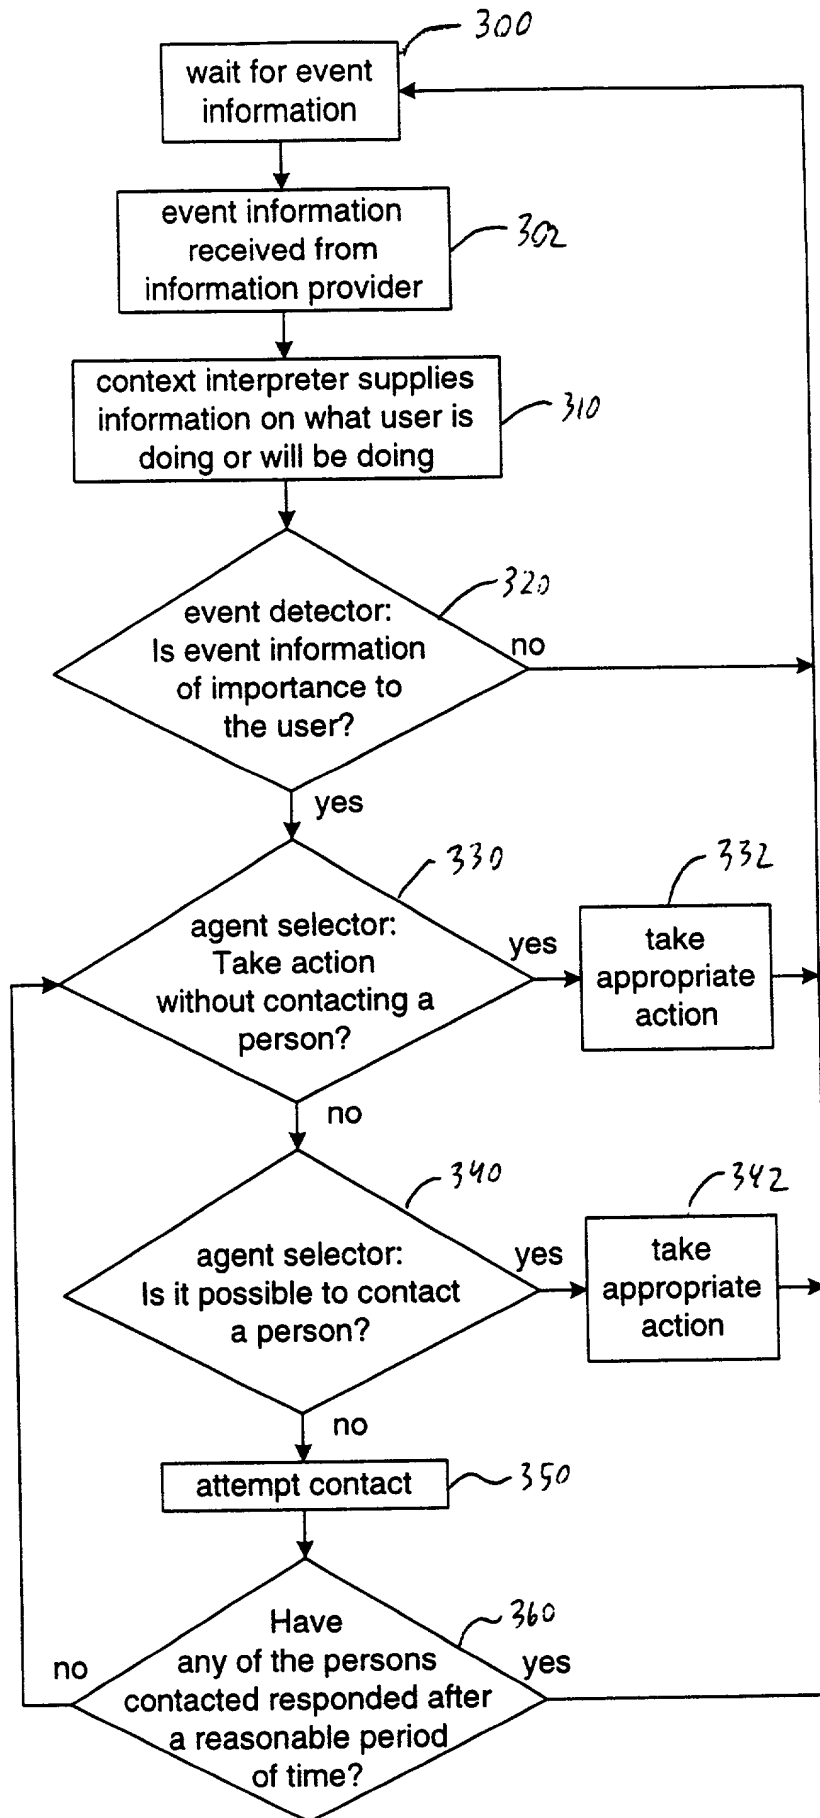 300
wait for event
information
event information
received from
information provider
302
context interpreter supplies
information on what user is
doing or will be doing
310
320
event detector:
Is event information
of importance to
the user?
no
yes
330
332
agent selector:
Take action
without contacting a
person?
yes
take
appropriate
action
no
340
342
agent selector:
Is it possible to contact
a person?
yes
take
appropriate
action
no
attempt contact
350
360
Have
any of the persons
contacted responded after
a reasonable period
of time?
no
yes